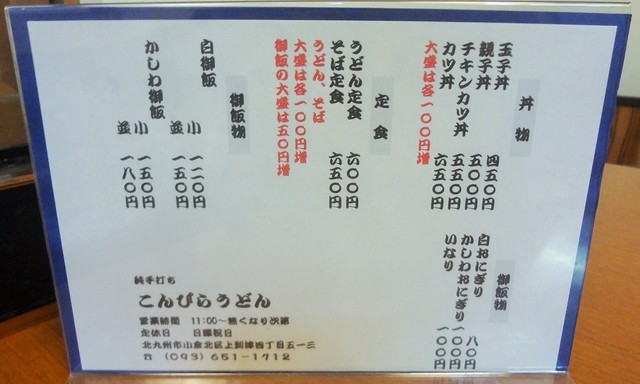 丼物
玉子丼 四五〇円
親子丼 五〇〇円
チキンカツ丼 五五〇円
カツ丼 六五〇円
大盛は各一〇〇円増
御飯物
白おにぎり 八〇円
かしわおにぎり 一〇〇円
いなり 一〇〇円
定食
うどん定食 六〇〇円
そば定食 六五〇円
うどん、そば
大盛は各一〇〇円増
御飯の大盛は五〇円増
御飯物
白御飯 小 一二〇円
並 一五〇円
かしわ御飯 小 一五〇円
並 一八〇円
純手打ち
こんぴらうどん
営業時間 11:00～無くなり次第
定休日 日曜祝日
北九州市小倉北区上到津四丁目五一三
☎ (093)651-1712